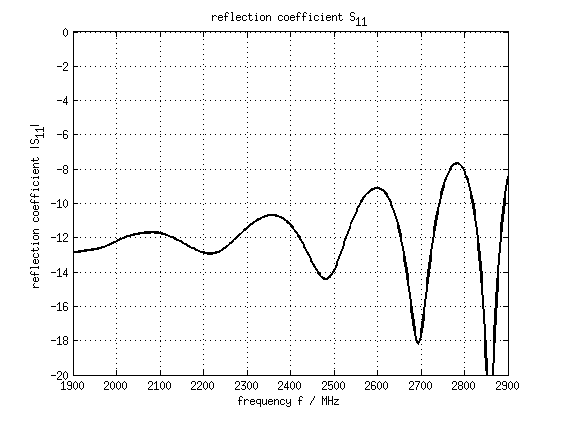 reflection coefficient S11
reflection coefficient |S11|
0
-2
-4
-6
-8
-10
-12
-14
-16
-18
-20
1900 2000 2100 2200 2300 2400 2500 2600 2700 2800 2900
frequency f / MHz